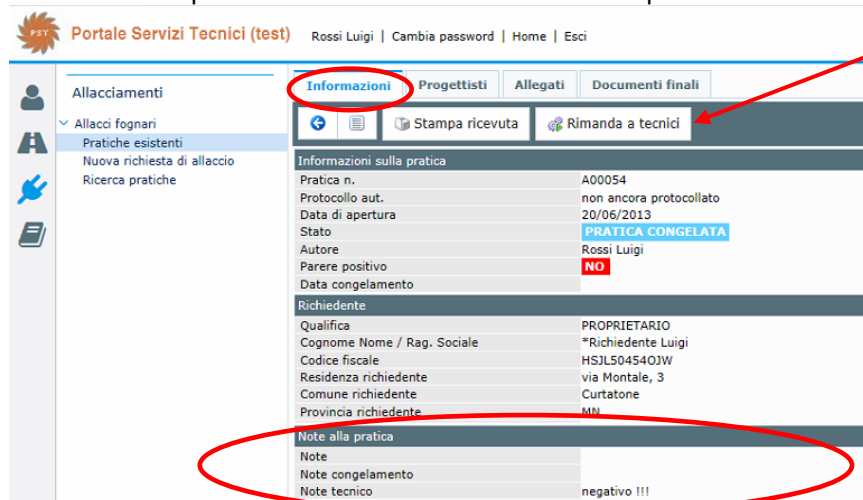 PST Portale Servizi Tecnici (test) Rossi Luigi | Cambia password | Home | Esci
Allacciamenti
Allacci fognari
Pratiche esistenti
Nuova richiesta di allaccio
Ricerca pratiche
Informazioni Progettisti Allegati Documenti finali
Stampa ricevuta Rimanda a tecnici
Informazioni sulla pratica
Pratica n. A00054
Protocollo aut. non ancora protocollato
Data di apertura 20/06/2013
Stato PRATICA CONGELATA
Autore Rossi Luigi
Parere positivo NO
Data congelamento
Richiedente
Qualifica PROPRIETARIO
Cognome Nome / Rag. Sociale *Richiedente Luigi
Codice fiscale HSJL50454OJW
Residenza richiedente via Montale, 3
Comune richiedente Curtatone
Provincia richiedente MN
Note alla pratica
Note
Note congelamento
Note tecnico negativo !!!